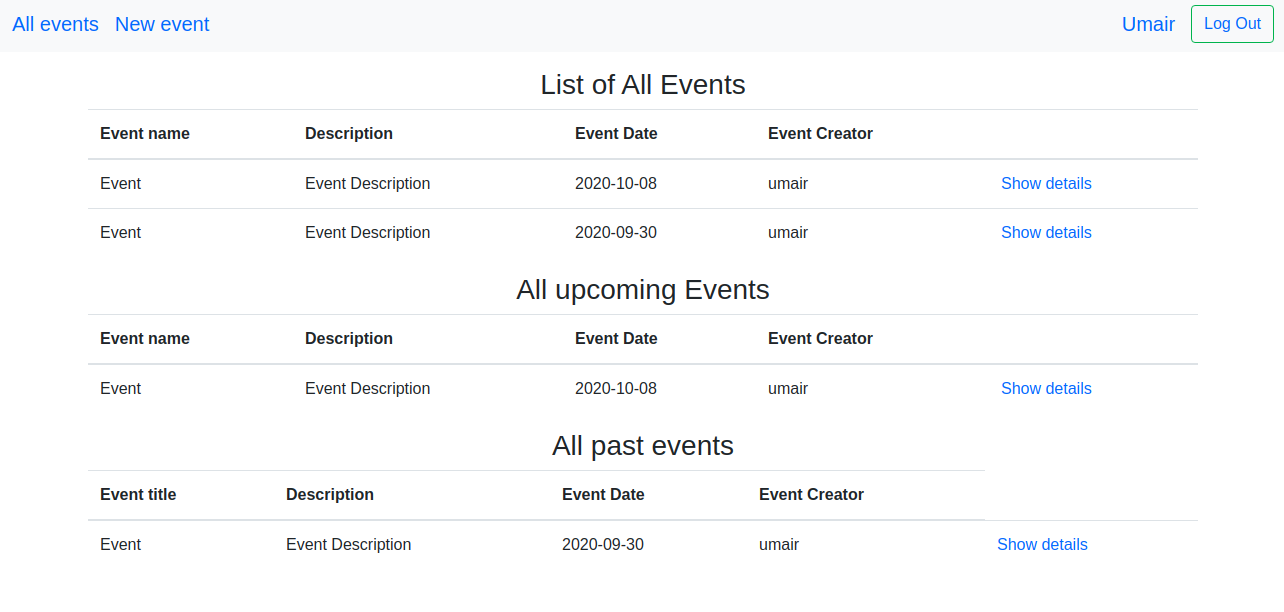 All events New event Umair Log Out
List of All Events
Event name Description Event Date Event Creator
Event Event Description 2020-10-08 umair Show details
Event Event Description 2020-09-30 umair Show details
All upcoming Events
Event name Description Event Date Event Creator
Event Event Description 2020-10-08 umair Show details
All past events
Event title Description Event Date Event Creator
Event Event Description 2020-09-30 umair Show details